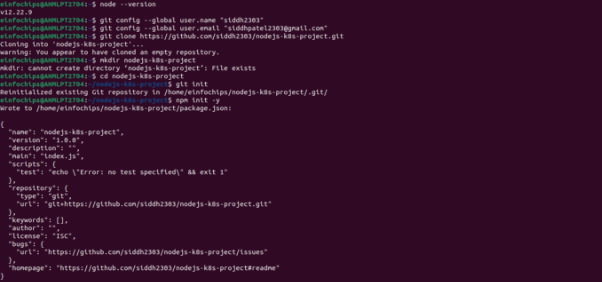 einfochips@AHMLPT2704:~$ node --version
v12.22.9
einfochips@AHMLPT2704:~$ git config --global user.name "siddh2303"
einfochips@AHMLPT2704:~$ git config --global user.email "siddhpatel2303@gmail.com"
einfochips@AHMLPT2704:~$ git clone https://github.com/siddh2303/nodejs-k8s-project.git
Cloning into 'nodejs-k8s-project'...
warning: You appear to have cloned an empty repository.
einfochips@AHMLPT2704:~$ mkdir nodejs-k8s-project
mkdir: cannot create directory 'nodejs-k8s-project': File exists
einfochips@AHMLPT2704:~$ cd nodejs-k8s-project
einfochips@AHMLPT2704:~/nodejs-k8s-project$ git init
Reinitialized existing Git repository in /home/einfochips/nodejs-k8s-project/.git/
einfochips@AHMLPT2704:~/nodejs-k8s-project$ npm init -y
Wrote to /home/einfochips/nodejs-k8s-project/package.json:
{
"name": "nodejs-k8s-project",
"version": "1.0.0",
"description": "",
"main": "index.js",
"scripts": {
"test": "echo \"Error: no test specified\" && exit 1"
},
"repository": {
"type": "git",
"url": "git+https://github.com/siddh2303/nodejs-k8s-project.git"
},
"keywords": [],
"author": "",
"license": "ISC",
"bugs": {
"url": "https://github.com/siddh2303/nodejs-k8s-project/issues"
},
"homepage": "https://github.com/siddh2303/nodejs-k8s-project#readme"
}